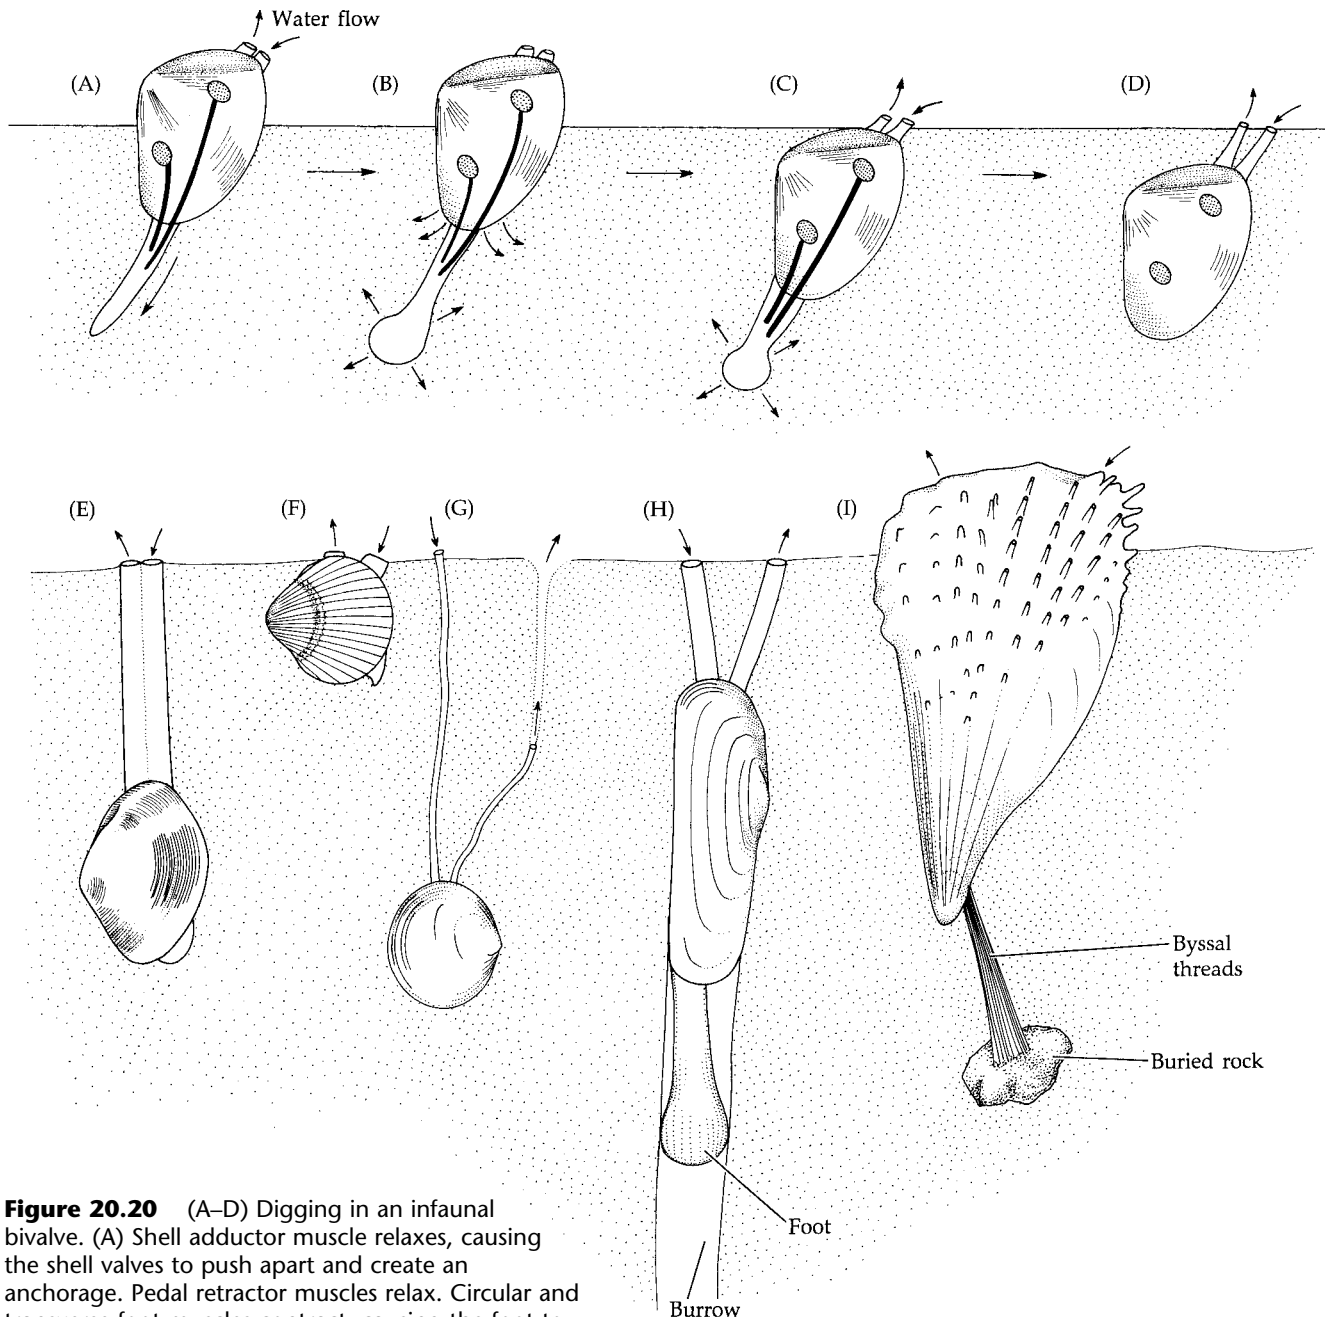 Water flow
(A)
(B)
(C)
(D)
(E)
(F)
(G)
(H)
(I)
Byssal
threads
Buried rock
Foot
Burrow
Figure 20.20 (A–D) Digging in an infaunal
bivalve. (A) Shell adductor muscle relaxes, causing
the shell valves to push apart and create an
anchorage. Pedal retractor muscles relax. Circular and